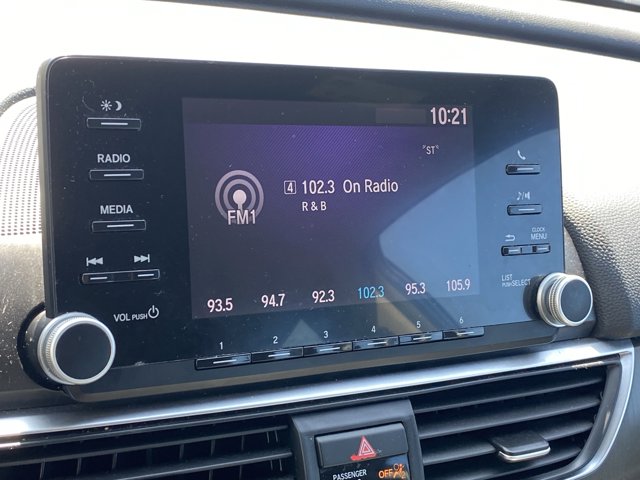 10:21
RADIO
"ST"
4 102.3 On Radio
R & B
FM1
MEDIA
CLOCK
MENU
LIST
PUSH SELECT
93.5 94.7 92.3 102.3 95.3 105.9
VOL PUSH
1 2 3 4 5 6
PASSENGER
OFF